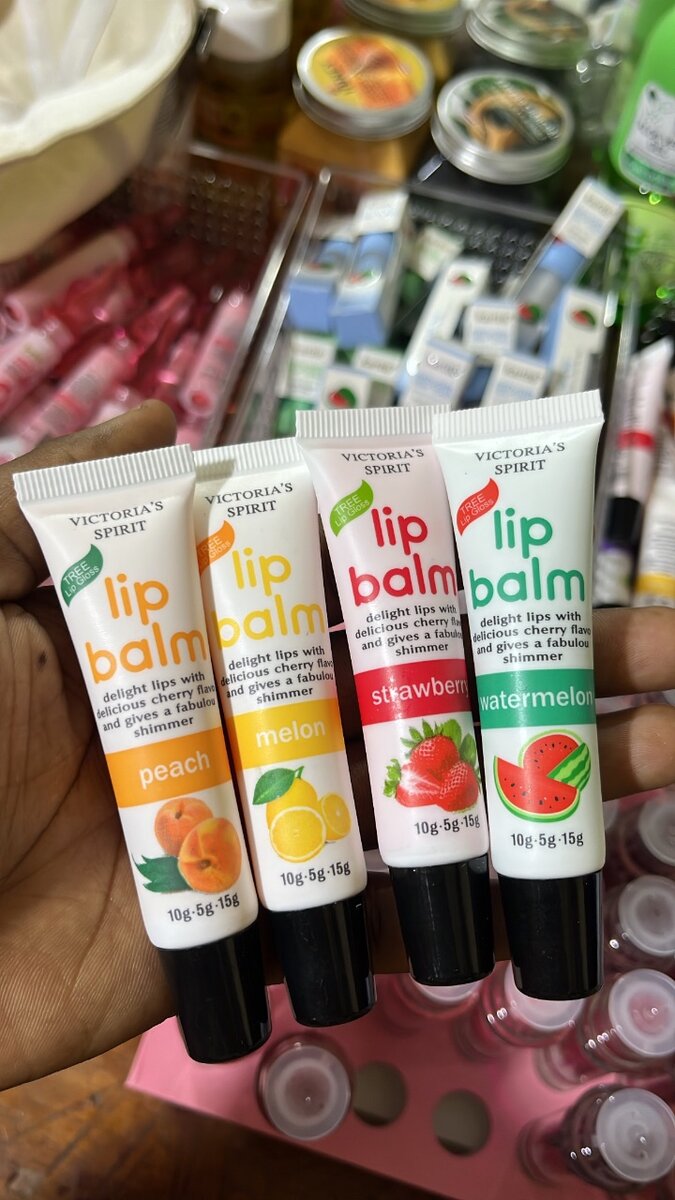 VICTORIA'S
SPIRIT
TREE
Lip Gloss
lip
balm
delight lips with
delicious cherry flavo
and gives a fabulou
shimmer
peach
10g·5g·15g
VICTORIA'S
SPIRIT
TREE
Lip Gloss
lip
balm
delight lips with
delicious cherry flavo
and gives a fabulou
shimmer
melon
10g·5g·15g
VICTORIA'S
SPIRIT
TREE
Lip Gloss
lip
balm
delight lips with
delicious cherry flavo
and gives a fabulou
shimmer
strawberry
10g·5g·15g
VICTORIA'S
SPIRIT
TREE
Lip Gloss
lip
balm
delight lips with
delicious cherry flavo
and gives a fabulou
shimmer
watermelon
10g·5g·15g